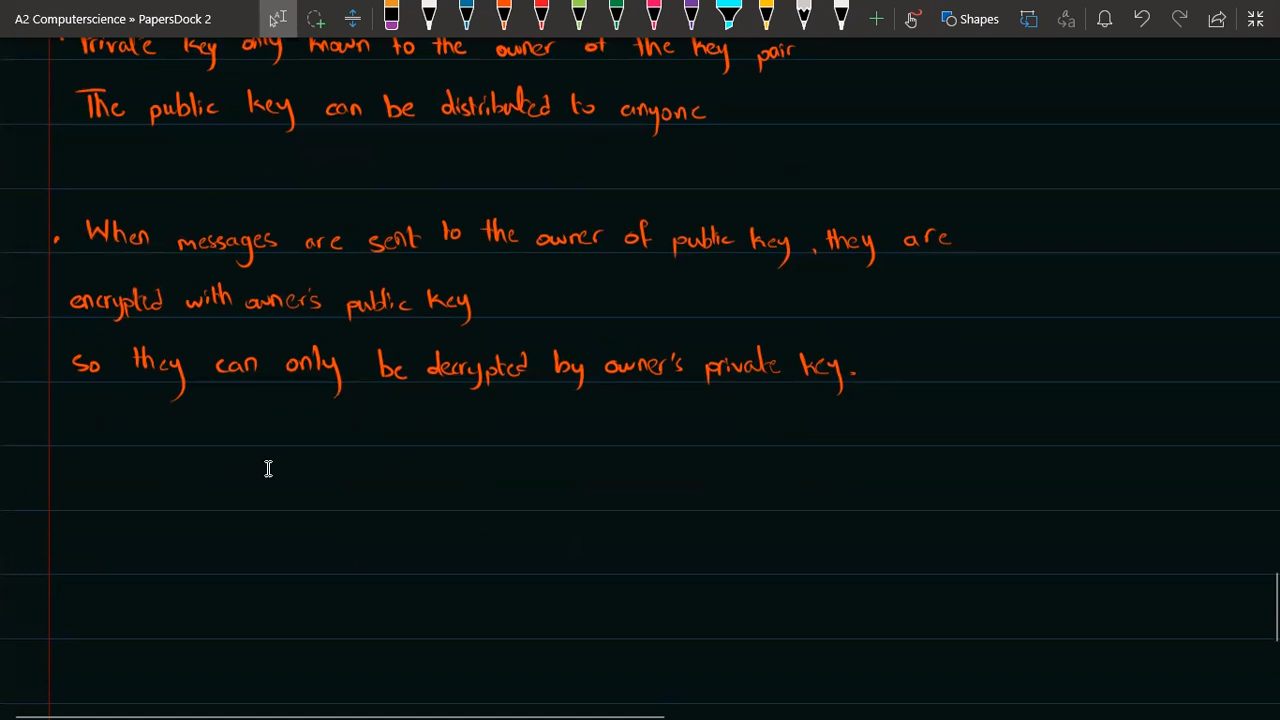 A2 Computerscience » PapersDock 2
Shapes
• Private key only known to the owner of the key pair
The public key can be distributed to anyone
• When messages are sent to the owner of public key, they are
encrypted with owner's public key
so they can only be decrypted by owner's private key.